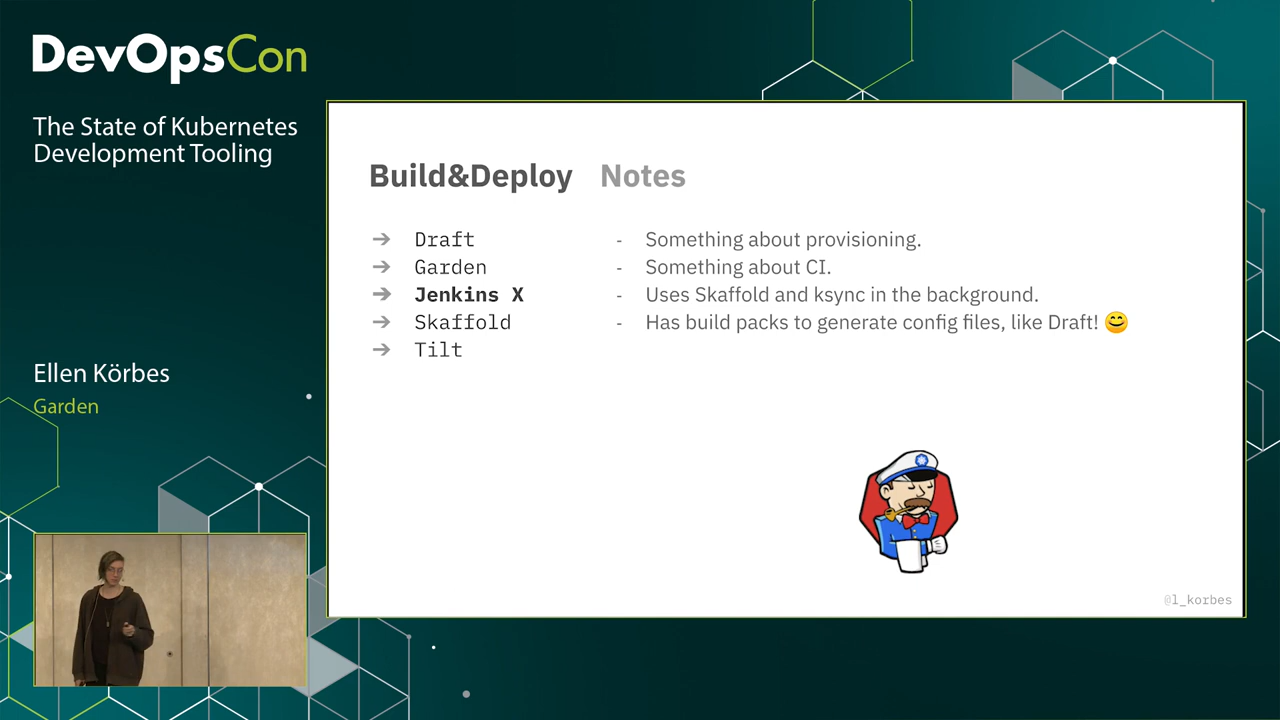 DevOpsCon
The State of Kubernetes
Development Tooling
Build&Deploy
Notes
➔ Draft
➔ Garden
➔ Jenkins X
➔ Skaffold
➔ Tilt
- Something about provisioning.
- Something about CI.
- Uses Skaffold and ksync in the background.
- Has build packs to generate config files, like Draft! 😊
@l_korbes
Ellen Körbes
Garden